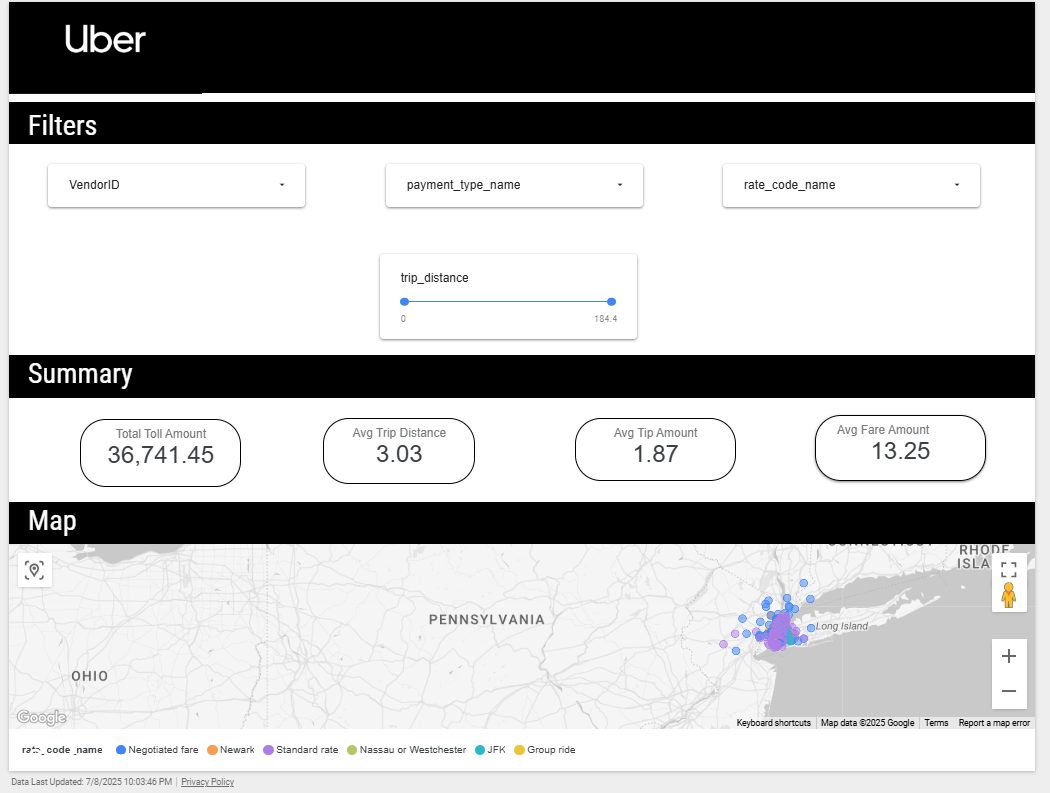 Uber
Filters
VendorID
payment_type_name
rate_code_name
trip_distance
0 184.4
Summary
Total Toll Amount
36,741.45
Avg Trip Distance
3.03
Avg Tip Amount
1.87
Avg Fare Amount
13.25
Map
CONNECTICUT
RHODE
ISLA
PENNSYLVANIA
Long Island
OHIO
Google
Keyboard shortcuts Map data ©2025 Google Terms Report a map error
rate_code_name Negotiated fare Newark Standard rate Nassau or Westchester JFK Group ride
Data Last Updated: 7/8/2025 10:03:46 PM Privacy Policy